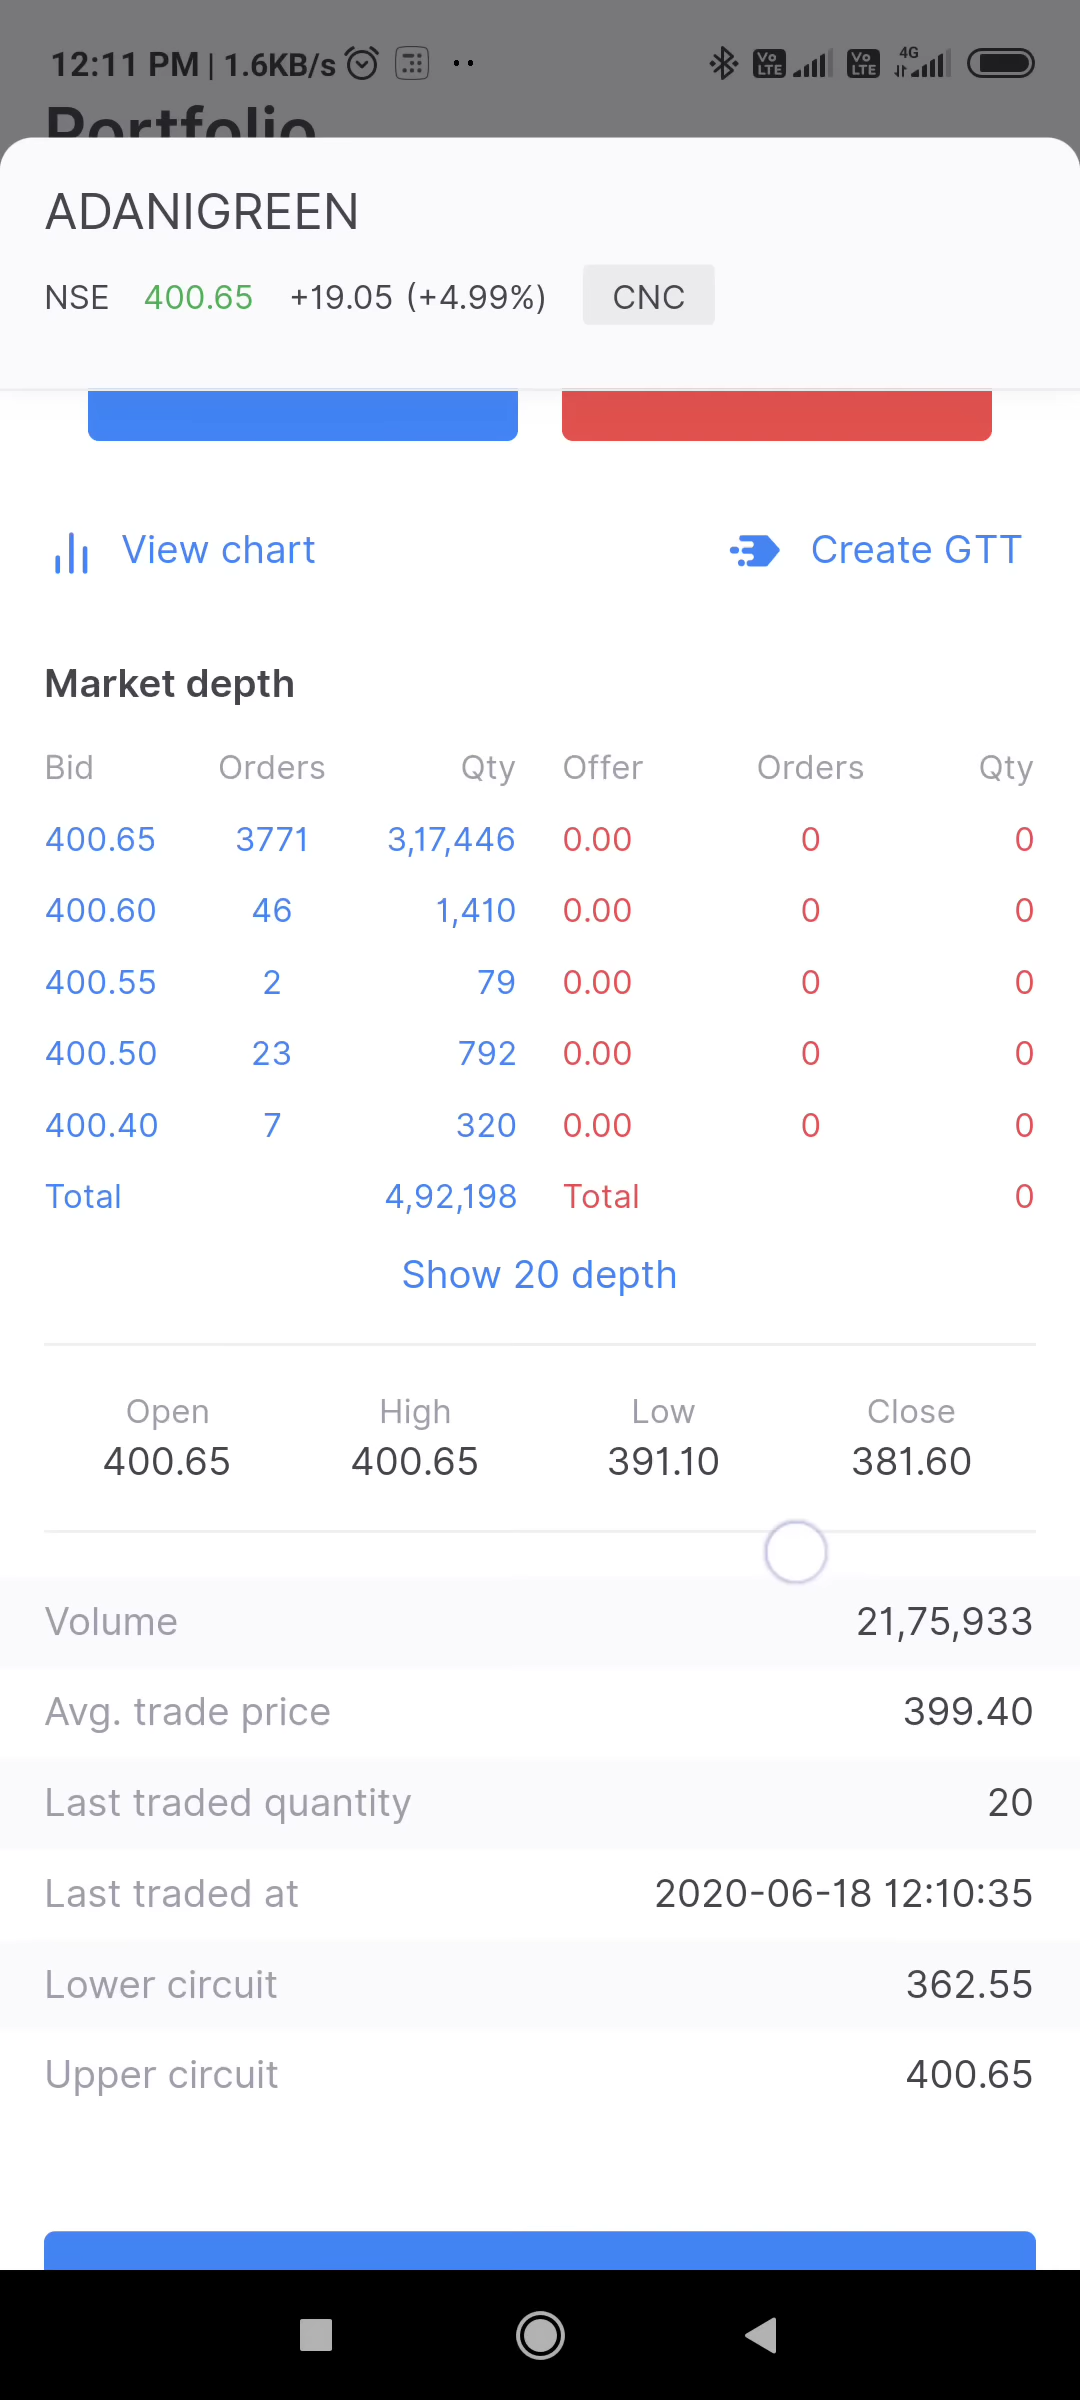 12:11 PM | 1.6KB/s
Vo LTE Vo LTE 4G
Portfolio
ADANIGREEN
NSE 400.65 +19.05 (+4.99%) CNC
View chart Create GTT
Market depth
Bid Orders Qty Offer Orders Qty
400.65 3771 3,17,446 0.00 0 0
400.60 46 1,410 0.00 0 0
400.55 2 79 0.00 0 0
400.50 23 792 0.00 0 0
400.40 7 320 0.00 0 0
Total 4,92,198 Total 0
Show 20 depth
Open High Low Close
400.65 400.65 391.10 381.60
Volume 21,75,933
Avg. trade price 399.40
Last traded quantity 20
Last traded at 2020-06-18 12:10:35
Lower circuit 362.55
Upper circuit 400.65